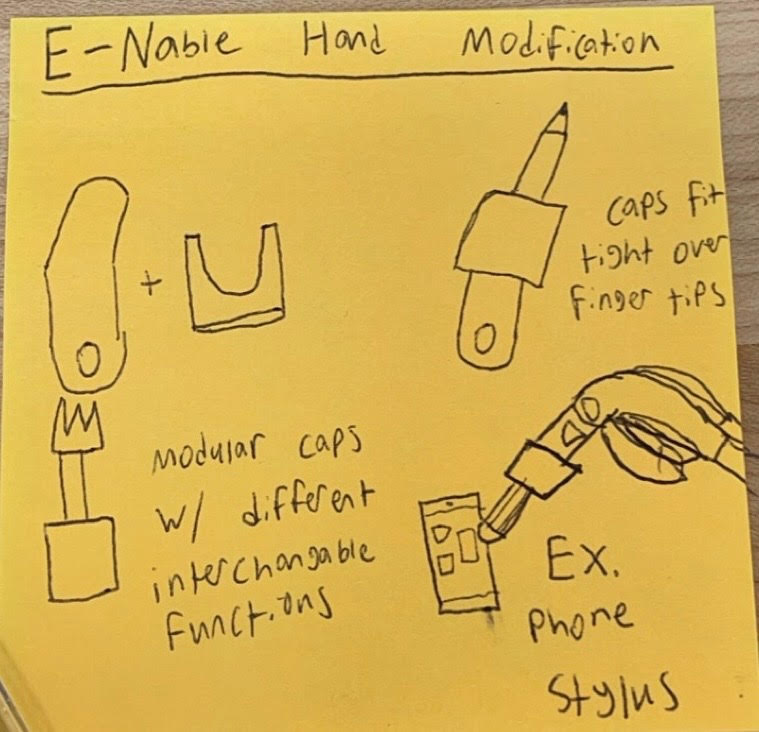 E-Nable Hand Modification
caps fit
tight over
finger tips
Modular caps
w/ different
interchangable
functions
Ex.
Phone
Stylus